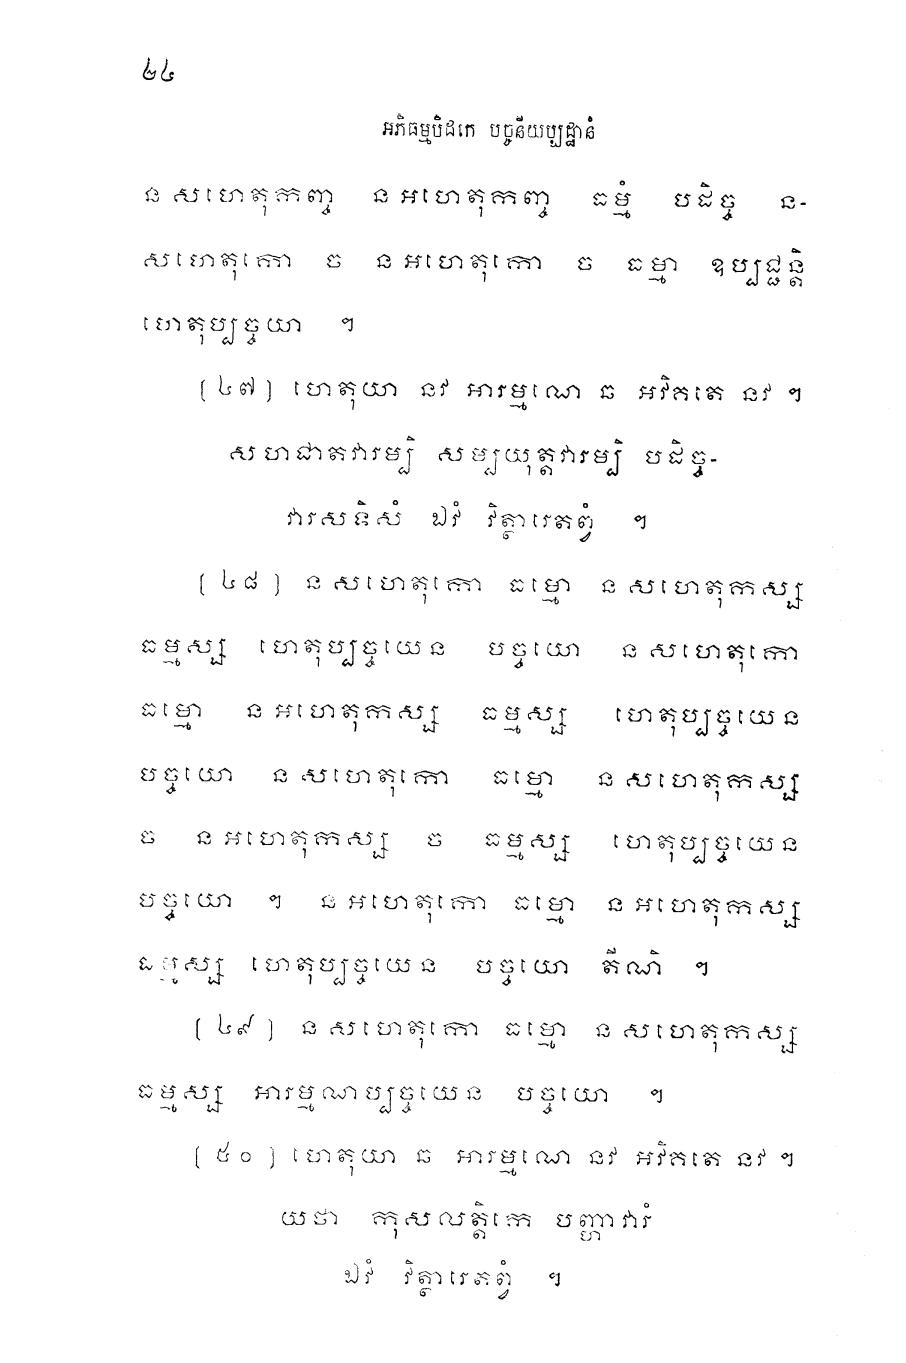 ២៤
អភិធម្មបិដកេ បច្ចនីយប្បដ្ឋានំ
ន សហេតុកញ្ច ន អហេតុកញ្ច ធម្មំ បដិច្ច ន-
សហេតុកោ ច ន អហេតុកោ ច ធម្មា ឧប្បជ្ជន្តិ
ហេតុប្បច្ចយា ។
(៤៧) ហេតុយា នវ អារម្មណេ ឆ អវិគតេ នវ ។
សហជាតវារម្បិ សម្បយុត្តវារម្បិ បដិច្ច-
វារសទិសំ ឯវំ វិត្ថារេតព្វំ ។
(៤៨) ន សហេតុកោ ធម្មោ ន សហេតុកស្ស
ធម្មស្ស ហេតុប្បច្ចយេន បច្ចយោ ន សហេតុកោ
ធម្មោ ន អហេតុកស្ស ធម្មស្ស ហេតុប្បច្ចយេន
បច្ចយោ ន សហេតុកោ ធម្មោ ន សហេតុកស្ស
ច ន អហេតុកស្ស ច ធម្មស្ស ហេតុប្បច្ចយេន
បច្ចយោ ។ ន អហេតុកោ ធម្មោ ន អហេតុកស្ស
ធម្មស្ស ហេតុប្បច្ចយេន បច្ចយោ តីណិ ។
(៤៩) ន សហេតុកោ ធម្មោ ន សហេតុកស្ស
ធម្មស្ស អារម្មណប្បច្ចយេន បច្ចយោ ។
(៥០) ហេតុយា ឆ អារម្មណេ នវ អវិគតេ នវ ។
យថា កុសលត្តិកេ បញ្ហាវារំ
ឯវំ វិត្ថារេតព្វំ ។